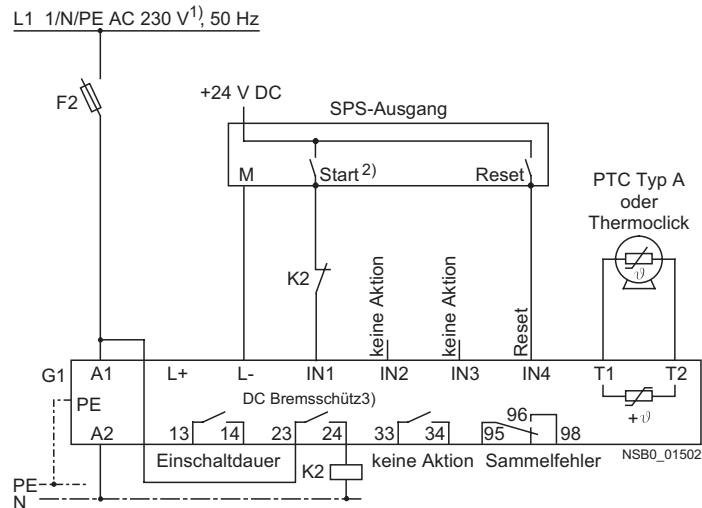 L1 1/N/PE AC 230 V1), 50 Hz
F2
+24 V DC
SPS-Ausgang
M
Start 2)
Reset
PTC Typ A
oder
Thermoclick
ϑ
K2
keine Aktion
keine Aktion
Reset
G1
A1
L+
L-
IN1
IN2
IN3
IN4
T1
T2
PE
DC Bremsschütz3)
+ϑ
A2
13
14
23
24
33
34
95
96
98
NSB0_01502
Einschaltdauer
K2
keine Aktion
Sammelfehler
PE
N